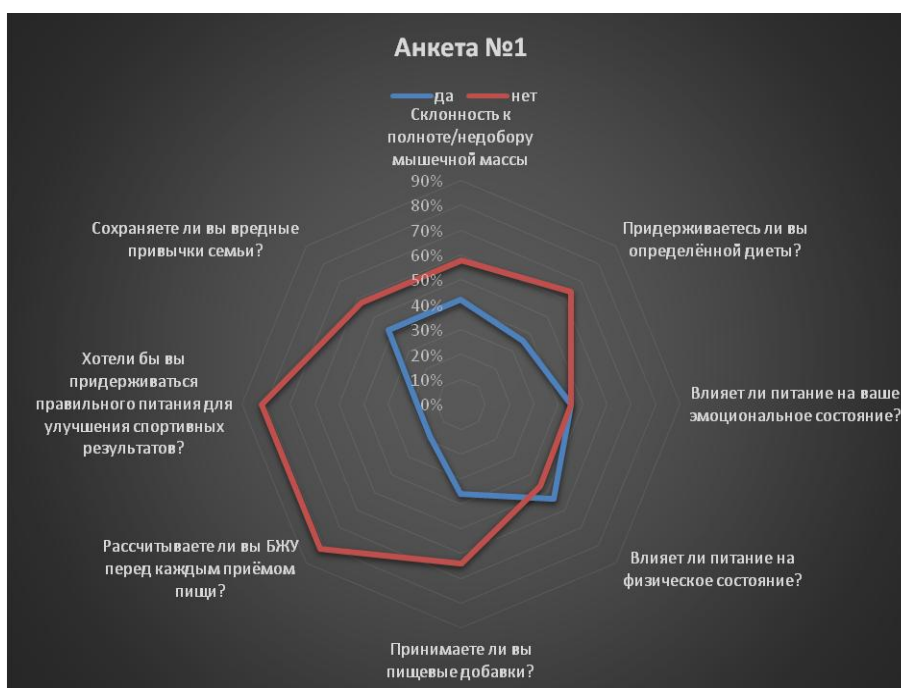 Анкета №1
да нет
Склонность к
полноте/недобору
мышечной массы
90%
80%
70%
60%
50%
40%
30%
20%
10%
0%
Придерживаетесь ли вы
определённой диеты?
Влияет ли питание на ваше
эмоциональное состояние?
Влияет ли питание на
физическое состояние?
Принимаете ли вы
пищевые добавки?
Рассчитываете ли вы БЖУ
перед каждым приёмом
пищи?
Хотели бы вы
придерживаться
правильного питания для
улучшения спортивных
результатов?
Сохраняете ли вы вредные
привычки семьи?